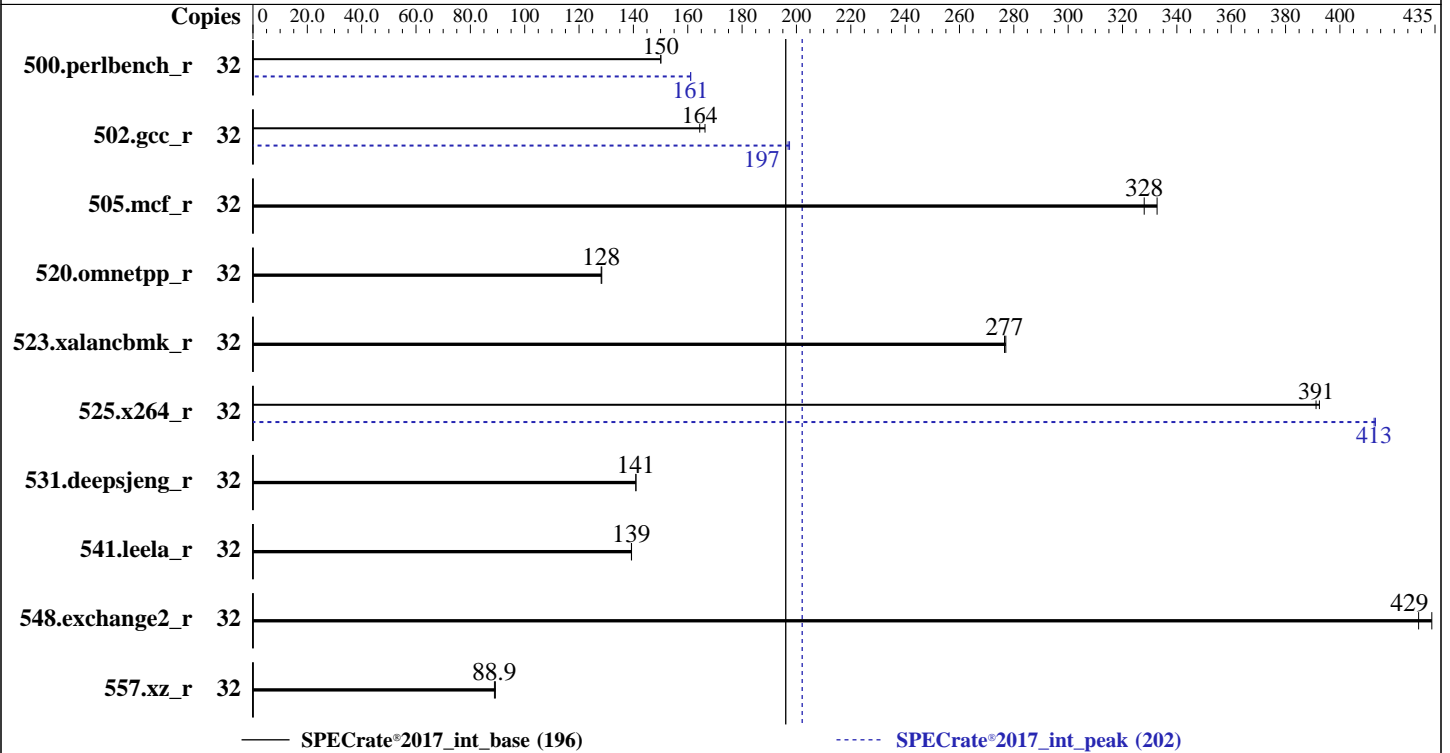 Copies 0 20.0 40.0 60.0 80.0 100 120 140 160 180 200 220 240 260 280 300 320 340 360 380 400 435
500.perlbench_r 32 150
161
502.gcc_r 32 164
197
505.mcf_r 32 328
520.omnetpp_r 32 128
523.xalancbmk_r 32 277
525.x264_r 32 391
413
531.deepsjeng_r 32 141
541.leela_r 32 139
548.exchange2_r 32 429
557.xz_r 32 88.9
SPECrate®2017_int_base (196) SPECrate®2017_int_peak (202)